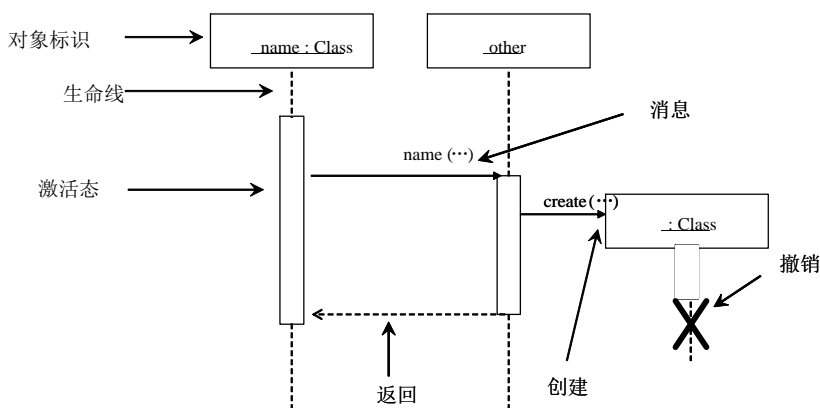 对象标识
name : Class
other
生命线
消息
name (…)
激活态
create (…)
: Class
撤销
返回
创建